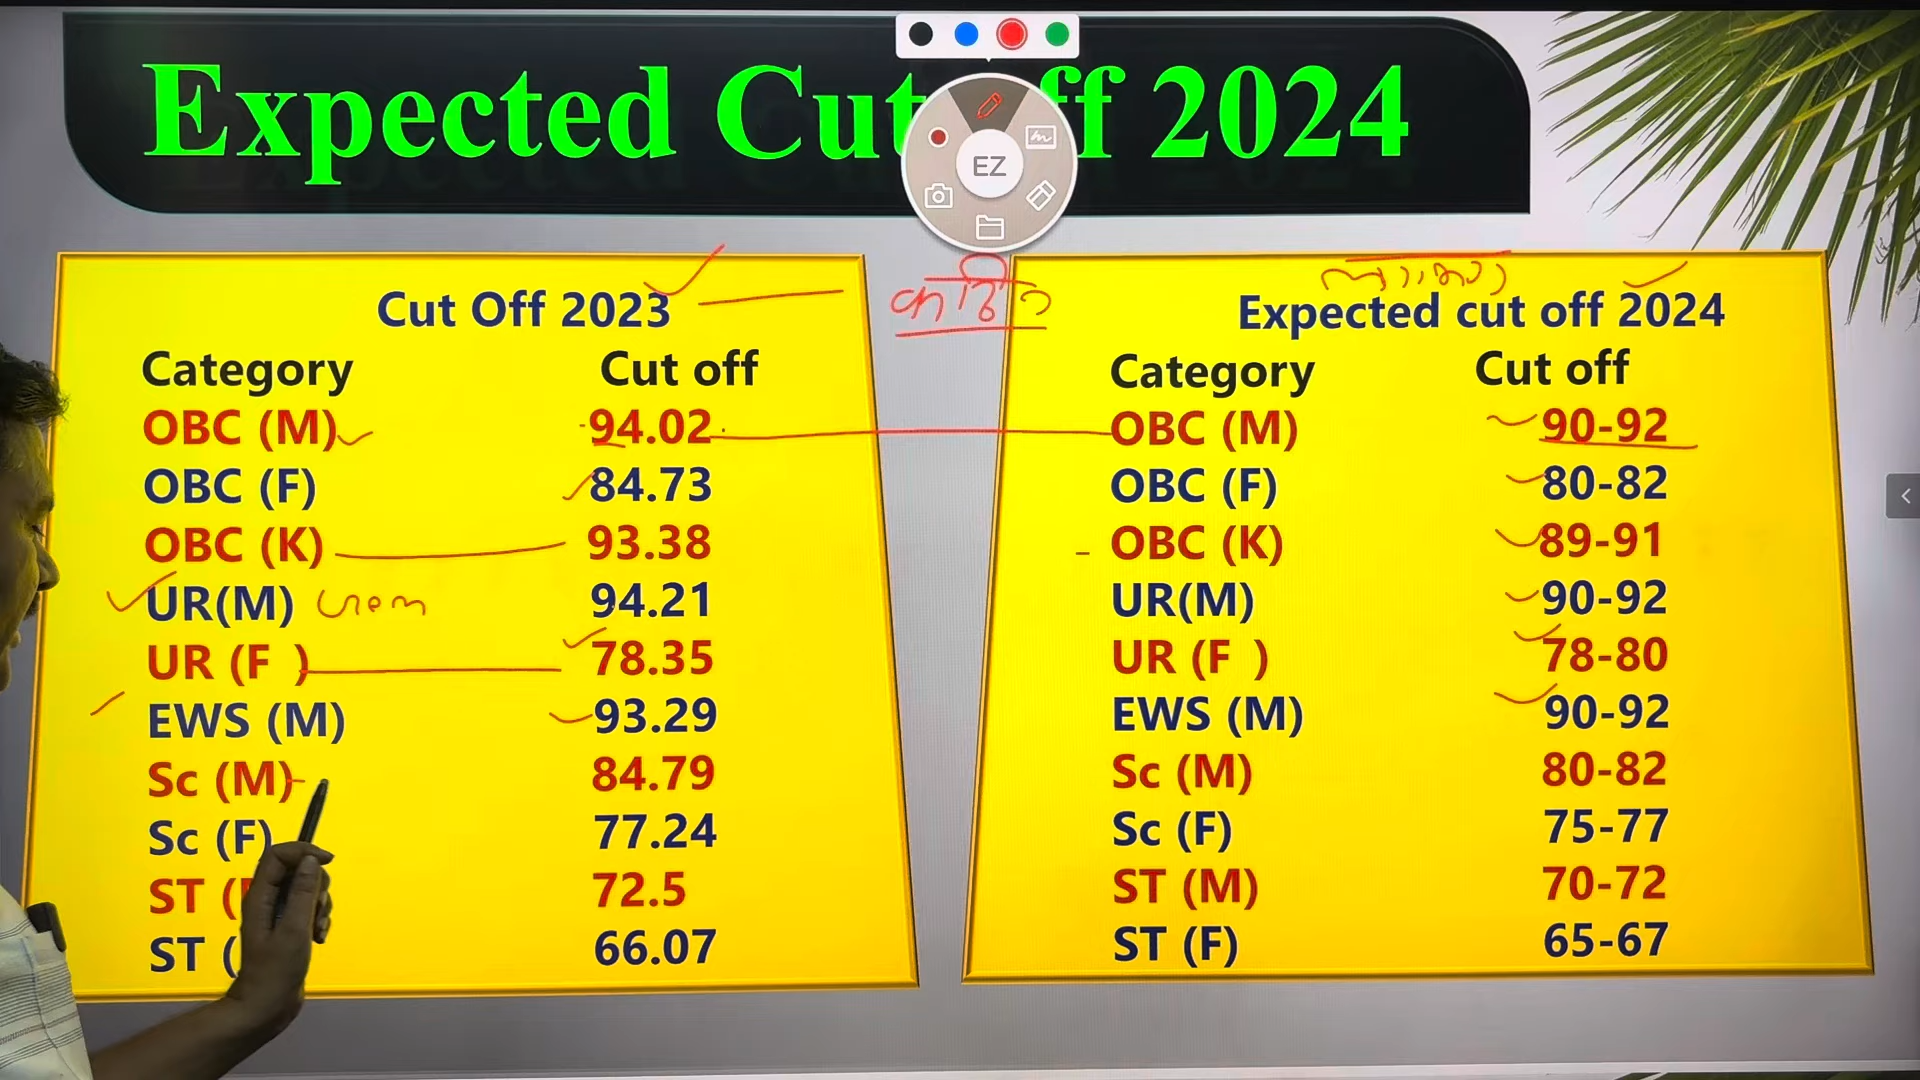 Expected Cut ff 2024
EZ
Cut Off 2023
Category Cut off
OBC (M) 94.02
OBC (F) 84.73
OBC (K) 93.38
UR(M) 94.21
UR (F ) 78.35
EWS (M) 93.29
Sc (M) 84.79
Sc (F) 77.24
ST ( 72.5
ST ( 66.07
Expected cut off 2024
Category Cut off
OBC (M) 90-92
OBC (F) 80-82
OBC (K) 89-91
UR(M) 90-92
UR (F ) 78-80
EWS (M) 90-92
Sc (M) 80-82
Sc (F) 75-77
ST (M) 70-72
ST (F) 65-67